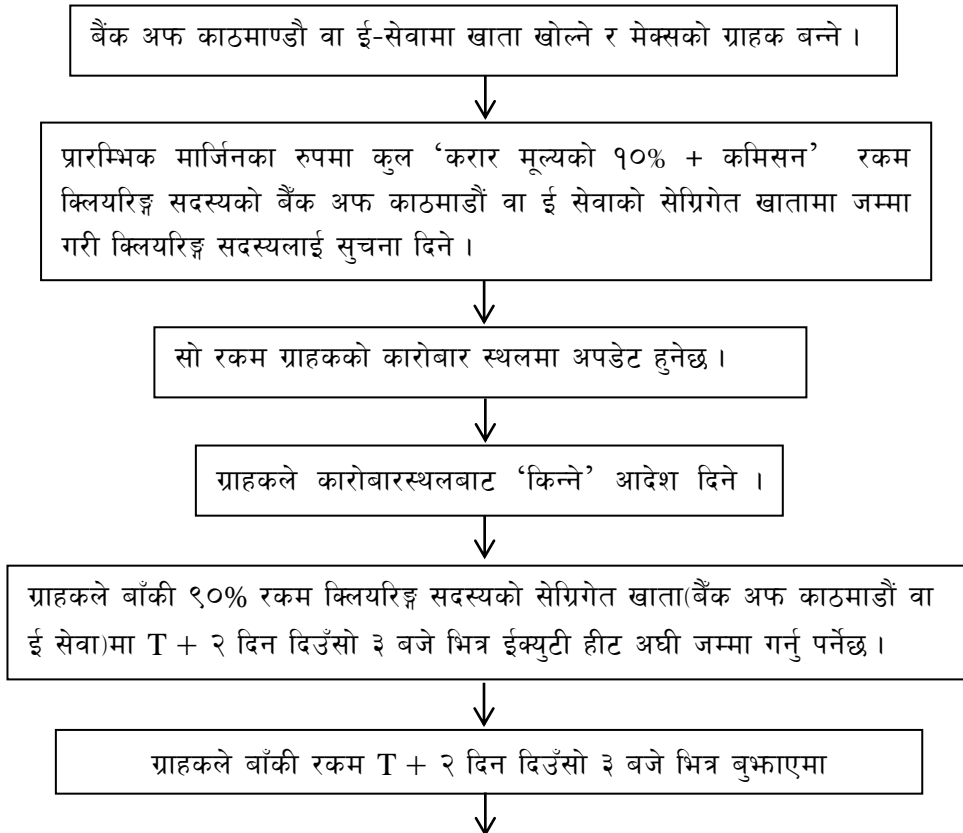 बैंक अफ काठमाण्डौ वा ई-सेवामा खाता खोल्ने र मेक्सको ग्राहक बन्ने ।
प्रारम्भिक मार्जिनका रुपमा कुल ‘करार मूल्यको १०% + कमिसन’ रकम
क्लियरिङ्ग सदस्यको बैँक अफ काठमाडौं वा ई सेवाको सेग्रिगेत खातामा जम्मा
गरी क्लियरिङ्ग सदस्यलाई सुचना दिने ।
सो रकम ग्राहकको कारोबार स्थलमा अपडेट हुनेछ ।
ग्राहकले कारोबारस्थलबाट ‘किन्ने’ आदेश दिने ।
ग्राहकले बाँकी ९०% रकम क्लियरिङ्ग सदस्यको सेग्रिगेत खाता(बैँक अफ काठमाडौं वा
ई सेवा)मा T + २ दिन दिउँसो ३ बजे भित्र ईक्युटी हीट अघी जम्मा गर्नु पर्नेछ ।
ग्राहकले बाँकी रकम T + २ दिन दिउँसो ३ बजे भित्र बुझाएमा